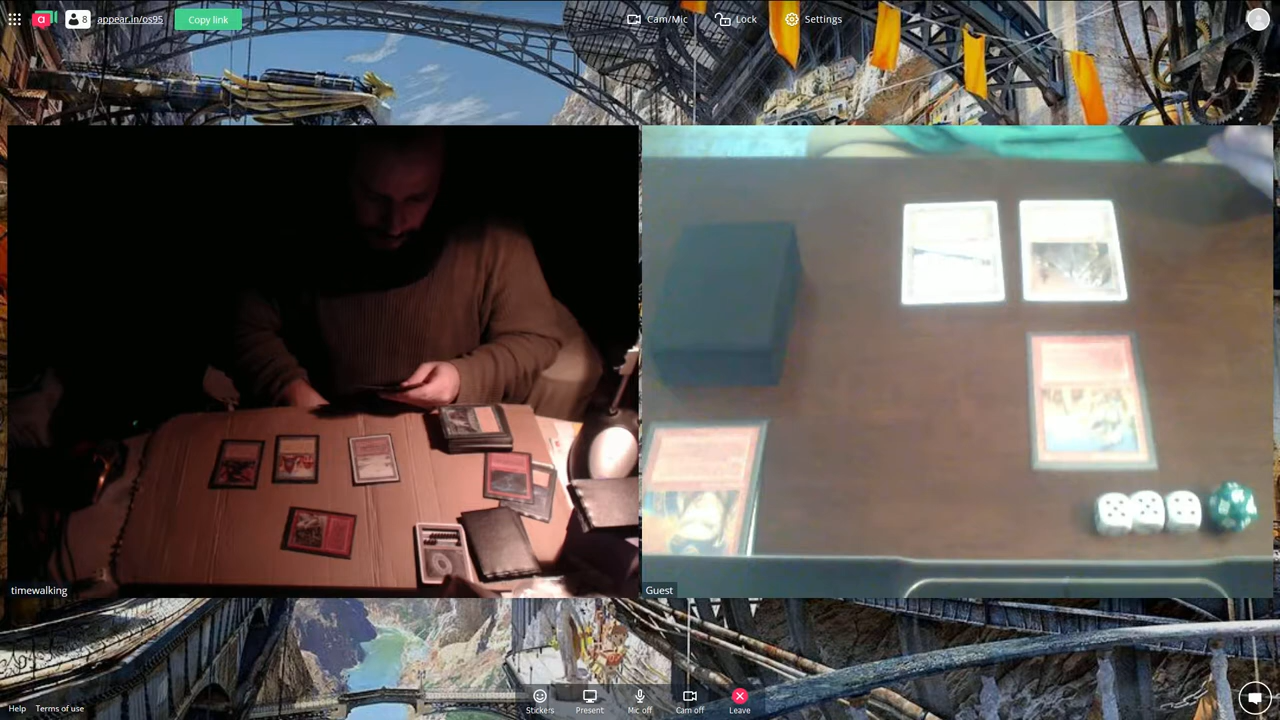 8
appear.in/os95
Copy link
Cam/Mic
Lock
Settings
timewalking
Guest
Help
Terms of use
Stickers
Present
Mic off
Cam off
Leave